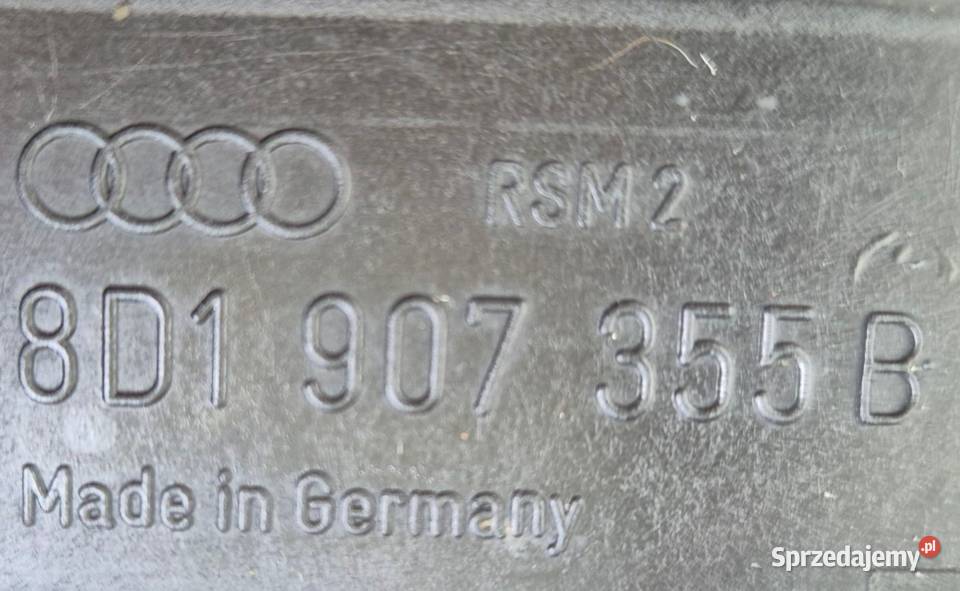 RSM 2
8D1 907 355 B
Made in Germany
Sprzedajemy.pl